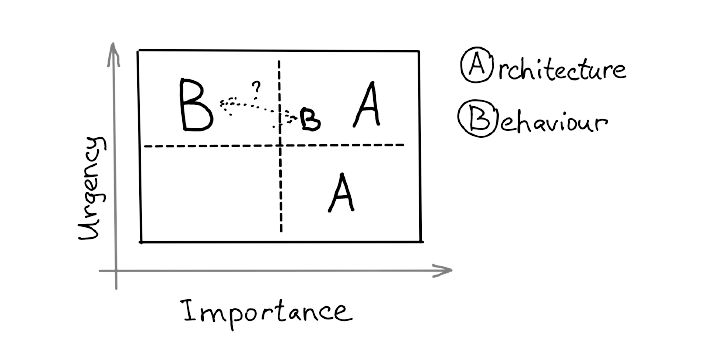 B ? B A
A
Urgency
Importance
Architecture
Behaviour